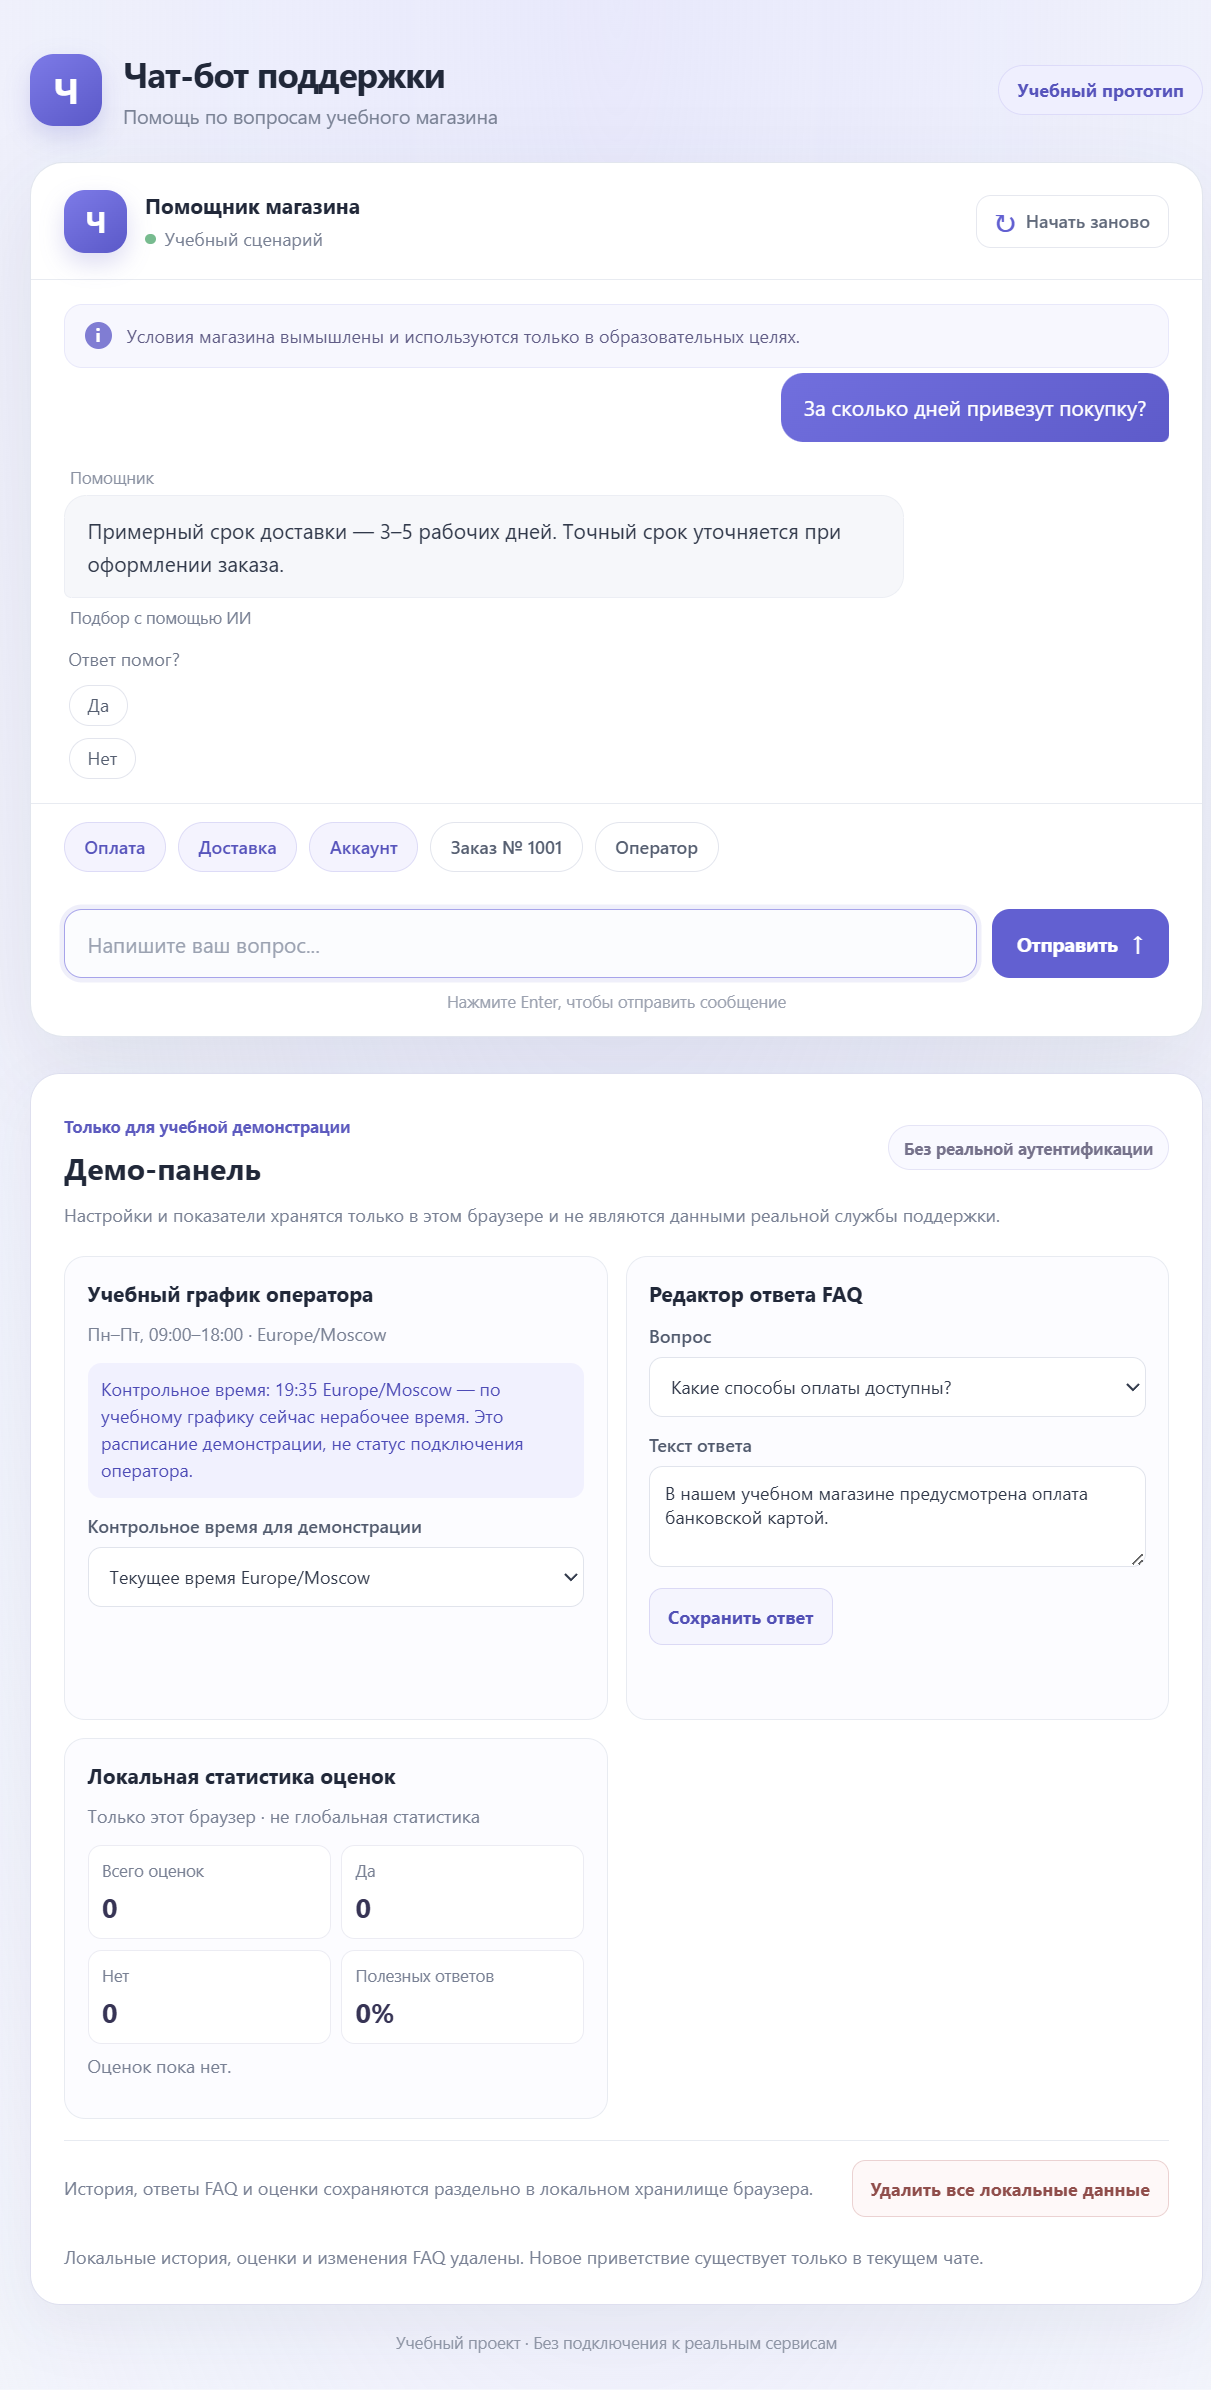 Ч
Чат-бот поддержки
Помощь по вопросам учебного магазина
Учебный прототип
Ч
Помощник магазина
Учебный сценарий
↻ Начать заново
i Условия магазина вымышлены и используются только в образовательных целях.
За сколько дней привезут покупку?
Помощник
Примерный срок доставки — 3–5 рабочих дней. Точный срок уточняется при
оформлении заказа.
Подбор с помощью ИИ
Ответ помог?
Да
Нет
Оплата
Доставка
Аккаунт
Заказ № 1001
Оператор
Напишите ваш вопрос...
Отправить ↑
Нажмите Enter, чтобы отправить сообщение
Только для учебной демонстрации
Демо-панель
Без реальной аутентификации
Настройки и показатели хранятся только в этом браузере и не являются данными реальной службы поддержки.
Учебный график оператора
Пн–Пт, 09:00–18:00 · Europe/Moscow
Контрольное время: 19:35 Europe/Moscow — по
учебному графику сейчас нерабочее время. Это
расписание демонстрации, не статус подключения
оператора.
Контрольное время для демонстрации
Текущее время Europe/Moscow
Редактор ответа FAQ
Вопрос
Какие способы оплаты доступны?
Текст ответа
В нашем учебном магазине предусмотрена оплата
банковской картой.
Сохранить ответ
Локальная статистика оценок
Только этот браузер · не глобальная статистика
Всего оценок
0
Да
0
Нет
0
Полезных ответов
0%
Оценок пока нет.
История, ответы FAQ и оценки сохраняются раздельно в локальном хранилище браузера.
Удалить все локальные данные
Локальные история, оценки и изменения FAQ удалены. Новое приветствие существует только в текущем чате.
Учебный проект · Без подключения к реальным сервисам